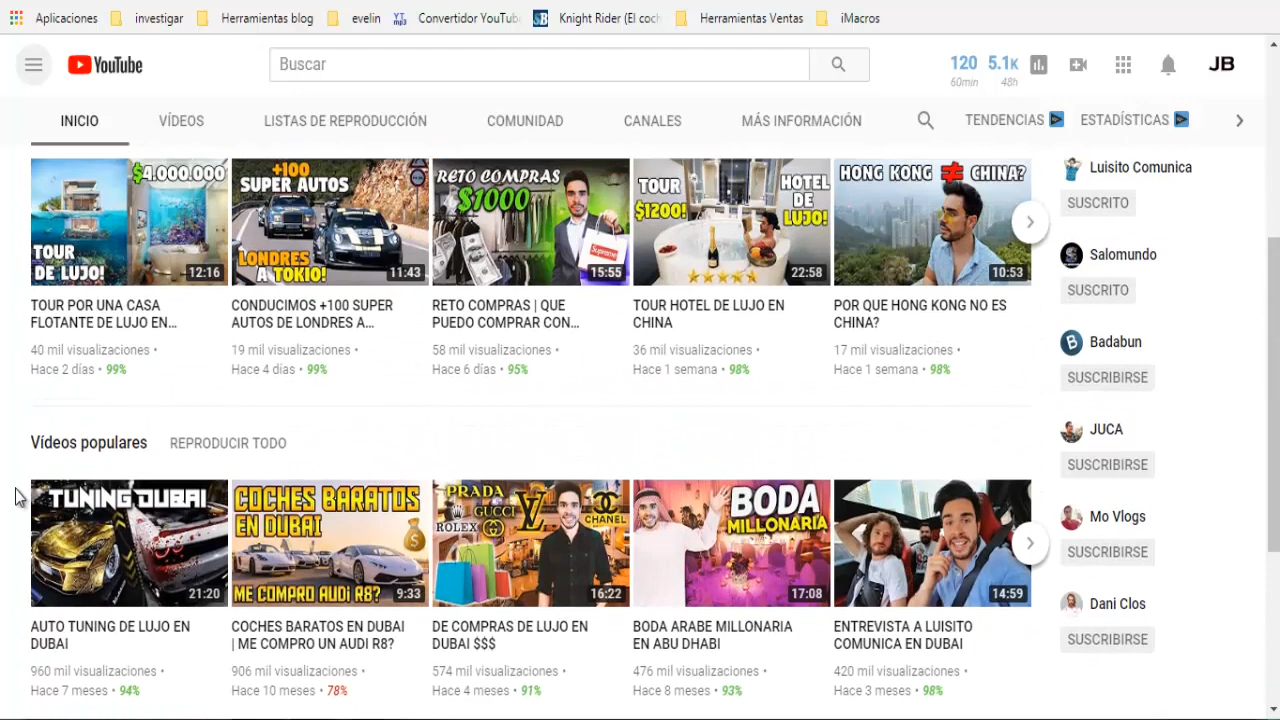 Aplicaciones investigar Herramientas blog evelin YT mp3 Convertidor YouTube Knight Rider (El coch Herramientas Ventas iMacros
YouTube Buscar 120 5.1K JB
60min 48h
INICIO VÍDEOS LISTAS DE REPRODUCCIÓN COMUNIDAD CANALES MÁS INFORMACIÓN TENDENCIAS ESTADÍSTICAS
$4.000.000
TOUR
DE LUJO!
12:16
+100
SUPER AUTOS
LONDRES
A TOKIO!
11:43
RETO COMPRAS
$1000
Supreme
15:55
TOUR
$1200!
HOTEL
DE
LUJO!
22:58
HONG KONG ≠ CHINA?
10:53
TOUR POR UNA CASA
FLOTANTE DE LUJO EN...
40 mil visualizaciones •
Hace 2 días • 99%
CONDUCIMOS +100 SUPER
AUTOS DE LONDRES A...
19 mil visualizaciones •
Hace 4 días • 99%
RETO COMPRAS | QUE
PUEDO COMPRAR CON...
58 mil visualizaciones •
Hace 6 días • 95%
TOUR HOTEL DE LUJO EN
CHINA
36 mil visualizaciones •
Hace 1 semana • 98%
POR QUE HONG KONG NO ES
CHINA?
17 mil visualizaciones •
Hace 1 semana • 98%
Vídeos populares REPRODUCIR TODO
TUNING DUBAI
21:20
COCHES BARATOS
EN DUBAI
$
ME COMPRO AUDI R8?
9:33
PRADA
GUCCI
ROLEX
LV
CHANEL
16:22
BODA
MILLONARIA
17:08
14:59
AUTO TUNING DE LUJO EN
DUBAI
960 mil visualizaciones •
Hace 7 meses • 94%
COCHES BARATOS EN DUBAI
| ME COMPRO UN AUDI R8?
906 mil visualizaciones •
Hace 10 meses • 78%
DE COMPRAS DE LUJO EN
DUBAI $$$
574 mil visualizaciones •
Hace 4 meses • 91%
BODA ARABE MILLONARIA
EN ABU DHABI
476 mil visualizaciones •
Hace 8 meses • 93%
ENTREVISTA A LUISITO
COMUNICA EN DUBAI
420 mil visualizaciones •
Hace 3 meses • 98%
Luisito Comunica
SUSCRITO
Salomundo
SUSCRITO
Badabun
SUSCRIBIRSE
JUCA
SUSCRIBIRSE
Mo Vlogs
SUSCRIBIRSE
Dani Clos
SUSCRIBIRSE